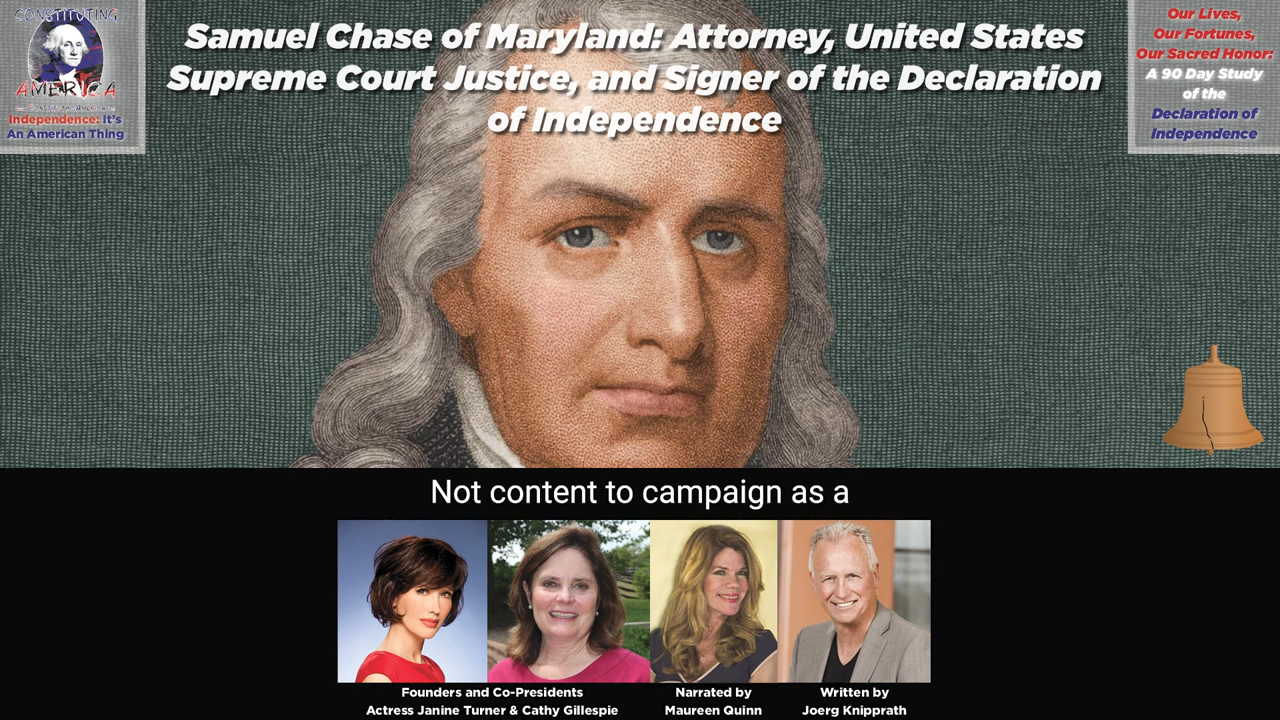 CONSTITUTING
AMERICA
Independence: It's
An American Thing
Samuel Chase of Maryland: Attorney, United States
Supreme Court Justice, and Signer of the Declaration
of Independence
Our Lives,
Our Fortunes,
Our Sacred Honor:
A 90 Day Study
of the
Declaration of
Independence
Not content to campaign as a
Founders and Co-Presidents
Actress Janine Turner & Cathy Gillespie
Narrated by
Maureen Quinn
Written by
Joerg Knipprath